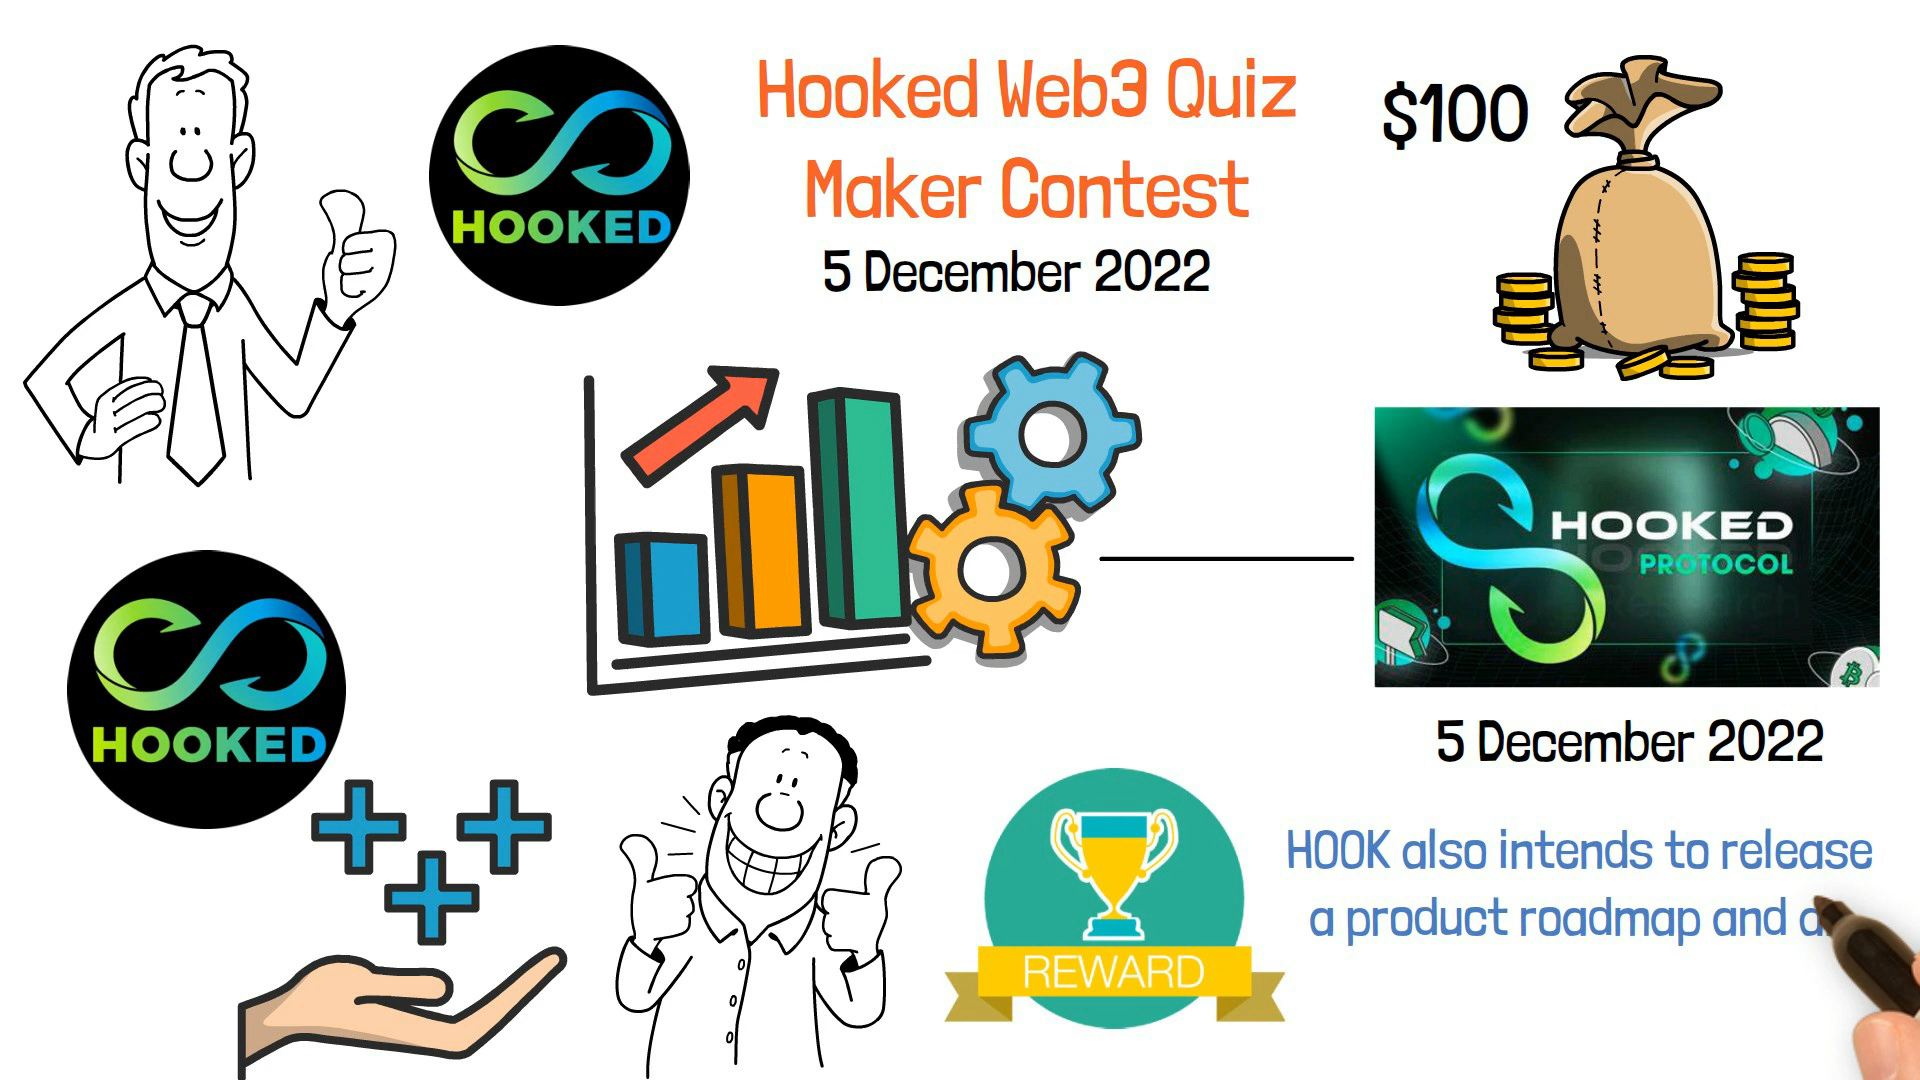 HOOKED
Hooked Web3 Quiz
Maker Contest
5 December 2022
$100
HOOKED
PROTOCOL
5 December 2022
HOOKED
REWARD
HOOK also intends to release
a product roadmap and